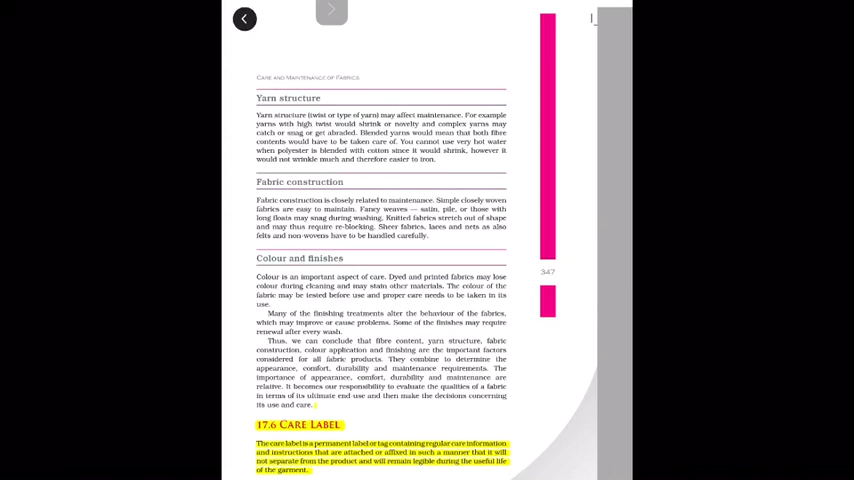 CARE AND MAINTENANCE OF FABRICS
Yarn structure
Yarn structure (twist or type of yarn) may affect maintenance. For example
yarns with high twist would shrink or novelty and complex yarns may
catch or snag or get abraded. Blended yarns would mean that both fibre
contents would have to be taken care of. You cannot use very hot water
when polyester is blended with cotton since it would shrink, however it
would not wrinkle much and therefore easier to iron.
Fabric construction
Fabric construction is closely related to maintenance. Simple closely woven
fabrics are easy to maintain. Fancy weaves — satin, pile, or those with
long floats may snag during washing. Knitted fabrics stretch out of shape
and may thus require re-blocking. Sheer fabrics, laces and nets as also
felts and non-wovens have to be handled carefully.
Colour and finishes
Colour is an important aspect of care. Dyed and printed fabrics may lose
colour during cleaning and may stain other materials. The colour of the
fabric may be tested before use and proper care needs to be taken in its
use.
Many of the finishing treatments alter the behaviour of the fabrics,
which may improve or cause problems. Some of the finishes may require
renewal after every wash.
Thus, we can conclude that fibre content, yarn structure, fabric
construction, colour application and finishing are the important factors
considered for all fabric products. They combine to determine the
appearance, comfort, durability and maintenance requirements. The
importance of appearance, comfort, durability and maintenance are
relative. It becomes our responsibility to evaluate the qualities of a fabric
in terms of its ultimate end use and then make the decisions concerning
its use and care.
347
17.6 CARE LABEL
The care label is a permanent label or tag containing regular care information
and instructions that are attached or affixed in such a manner that it will
not separate from the product and will remain legible during the useful life
of the garment.